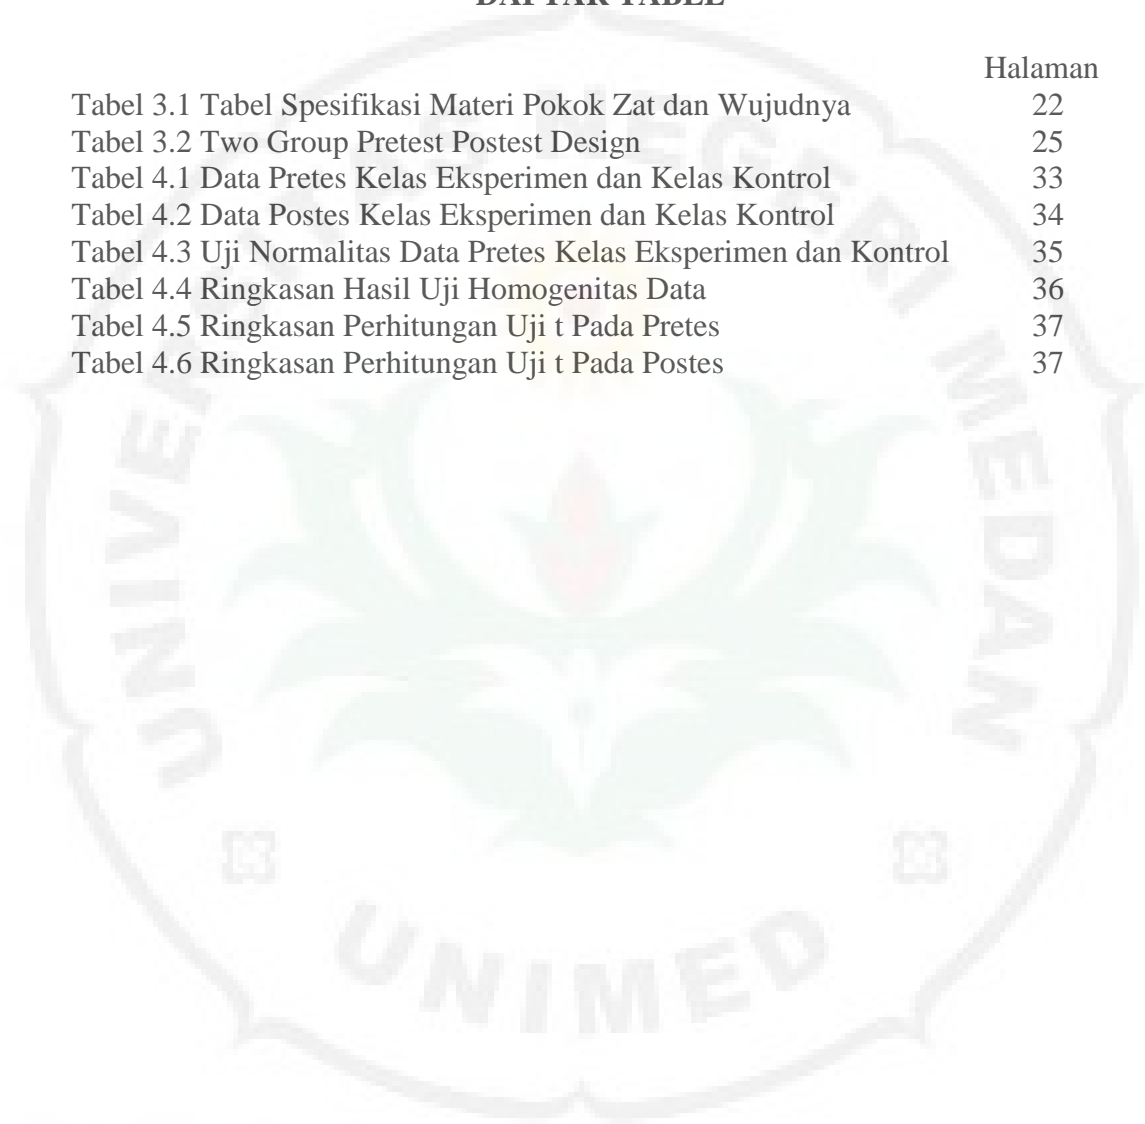 DAFTAR TABEL
Halaman
Tabel 3.1 Tabel Spesifikasi Materi Pokok Zat dan Wujudnya 22
Tabel 3.2 Two Group Pretest Postest Design 25
Tabel 4.1 Data Pretes Kelas Eksperimen dan Kelas Kontrol 33
Tabel 4.2 Data Postes Kelas Eksperimen dan Kelas Kontrol 34
Tabel 4.3 Uji Normalitas Data Pretes Kelas Eksperimen dan Kontrol 35
Tabel 4.4 Ringkasan Hasil Uji Homogenitas Data 36
Tabel 4.5 Ringkasan Perhitungan Uji t Pada Pretes 37
Tabel 4.6 Ringkasan Perhitungan Uji t Pada Postes 37
UNIVERSITAS NEGERI MEDAN
UNIMED